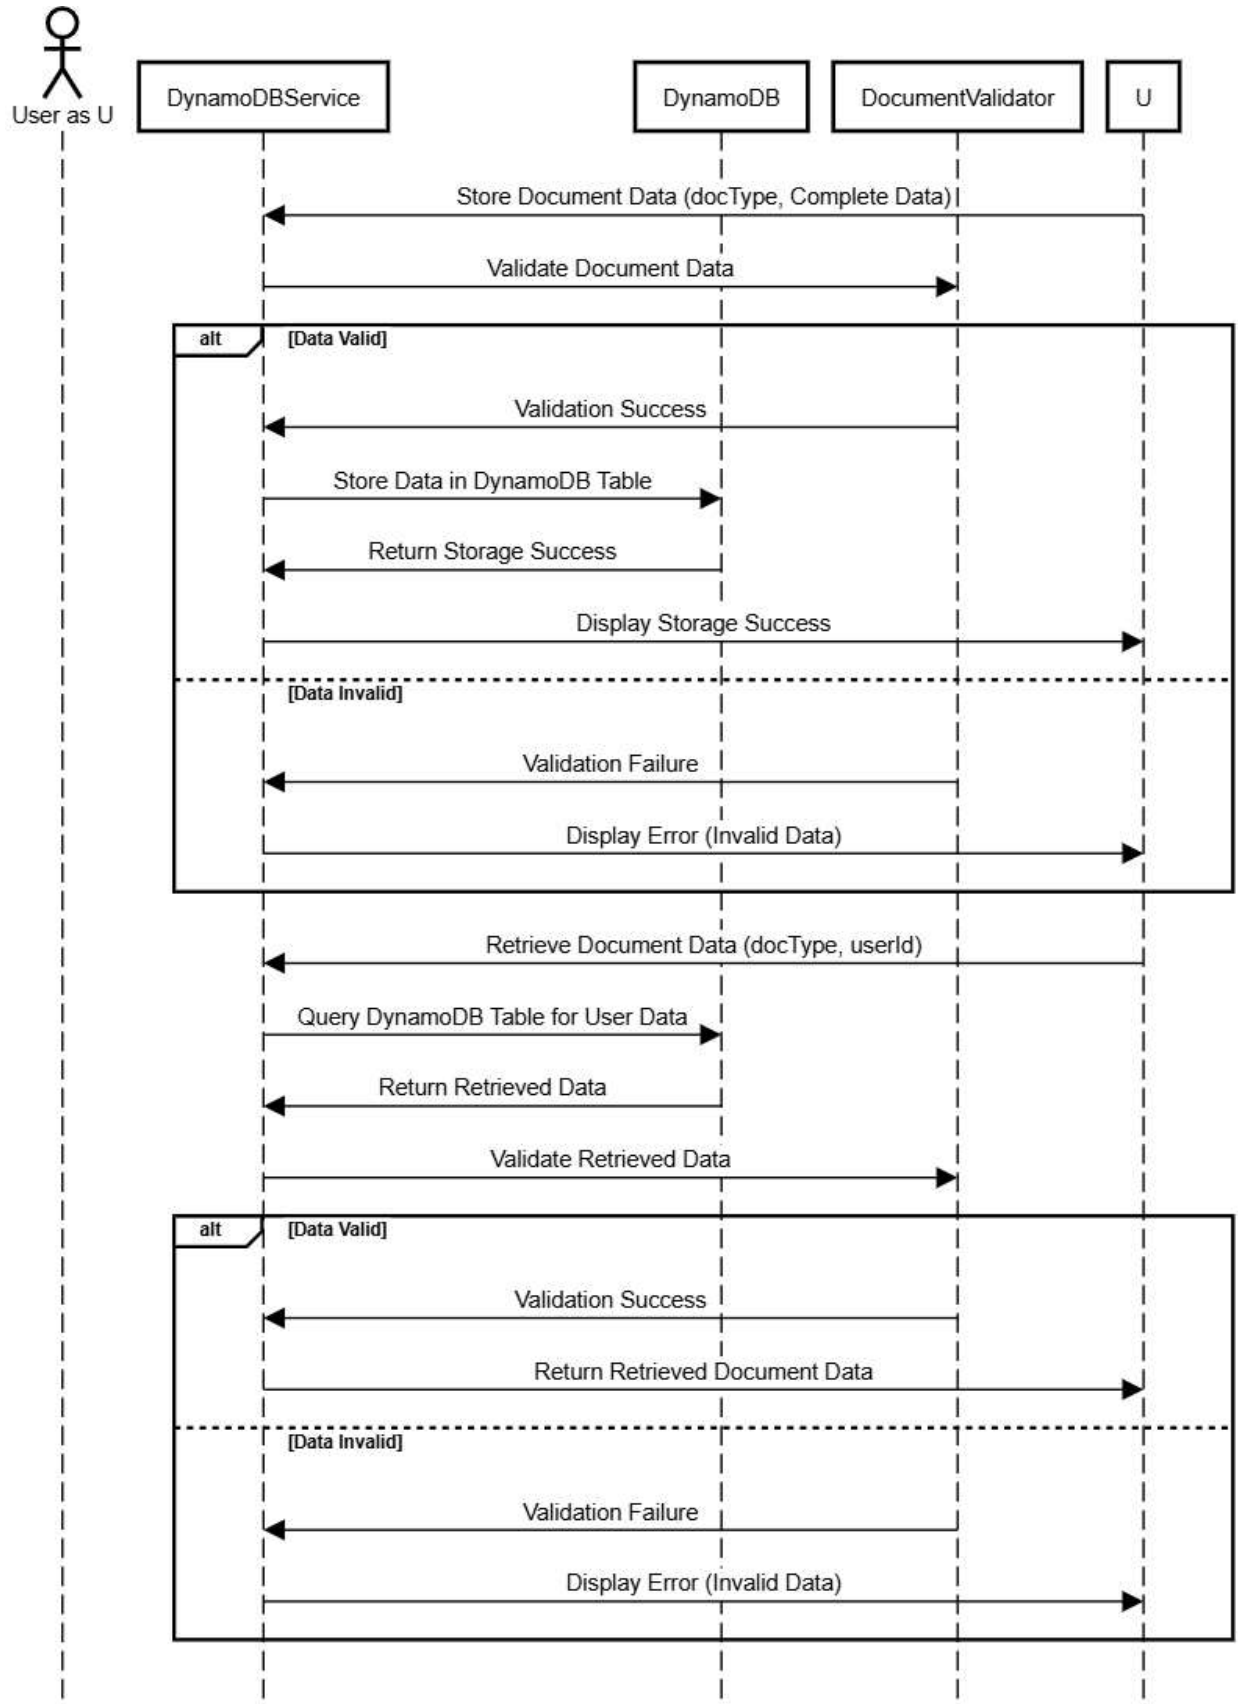 User as U
DynamoDBService
DynamoDB
DocumentValidator
U
Store Document Data (docType, Complete Data)
Validate Document Data
alt
[Data Valid]
Validation Success
Store Data in DynamoDB Table
Return Storage Success
Display Storage Success
[Data Invalid]
Validation Failure
Display Error (Invalid Data)
Retrieve Document Data (docType, userId)
Query DynamoDB Table for User Data
Return Retrieved Data
Validate Retrieved Data
alt
[Data Valid]
Validation Success
Return Retrieved Document Data
[Data Invalid]
Validation Failure
Display Error (Invalid Data)